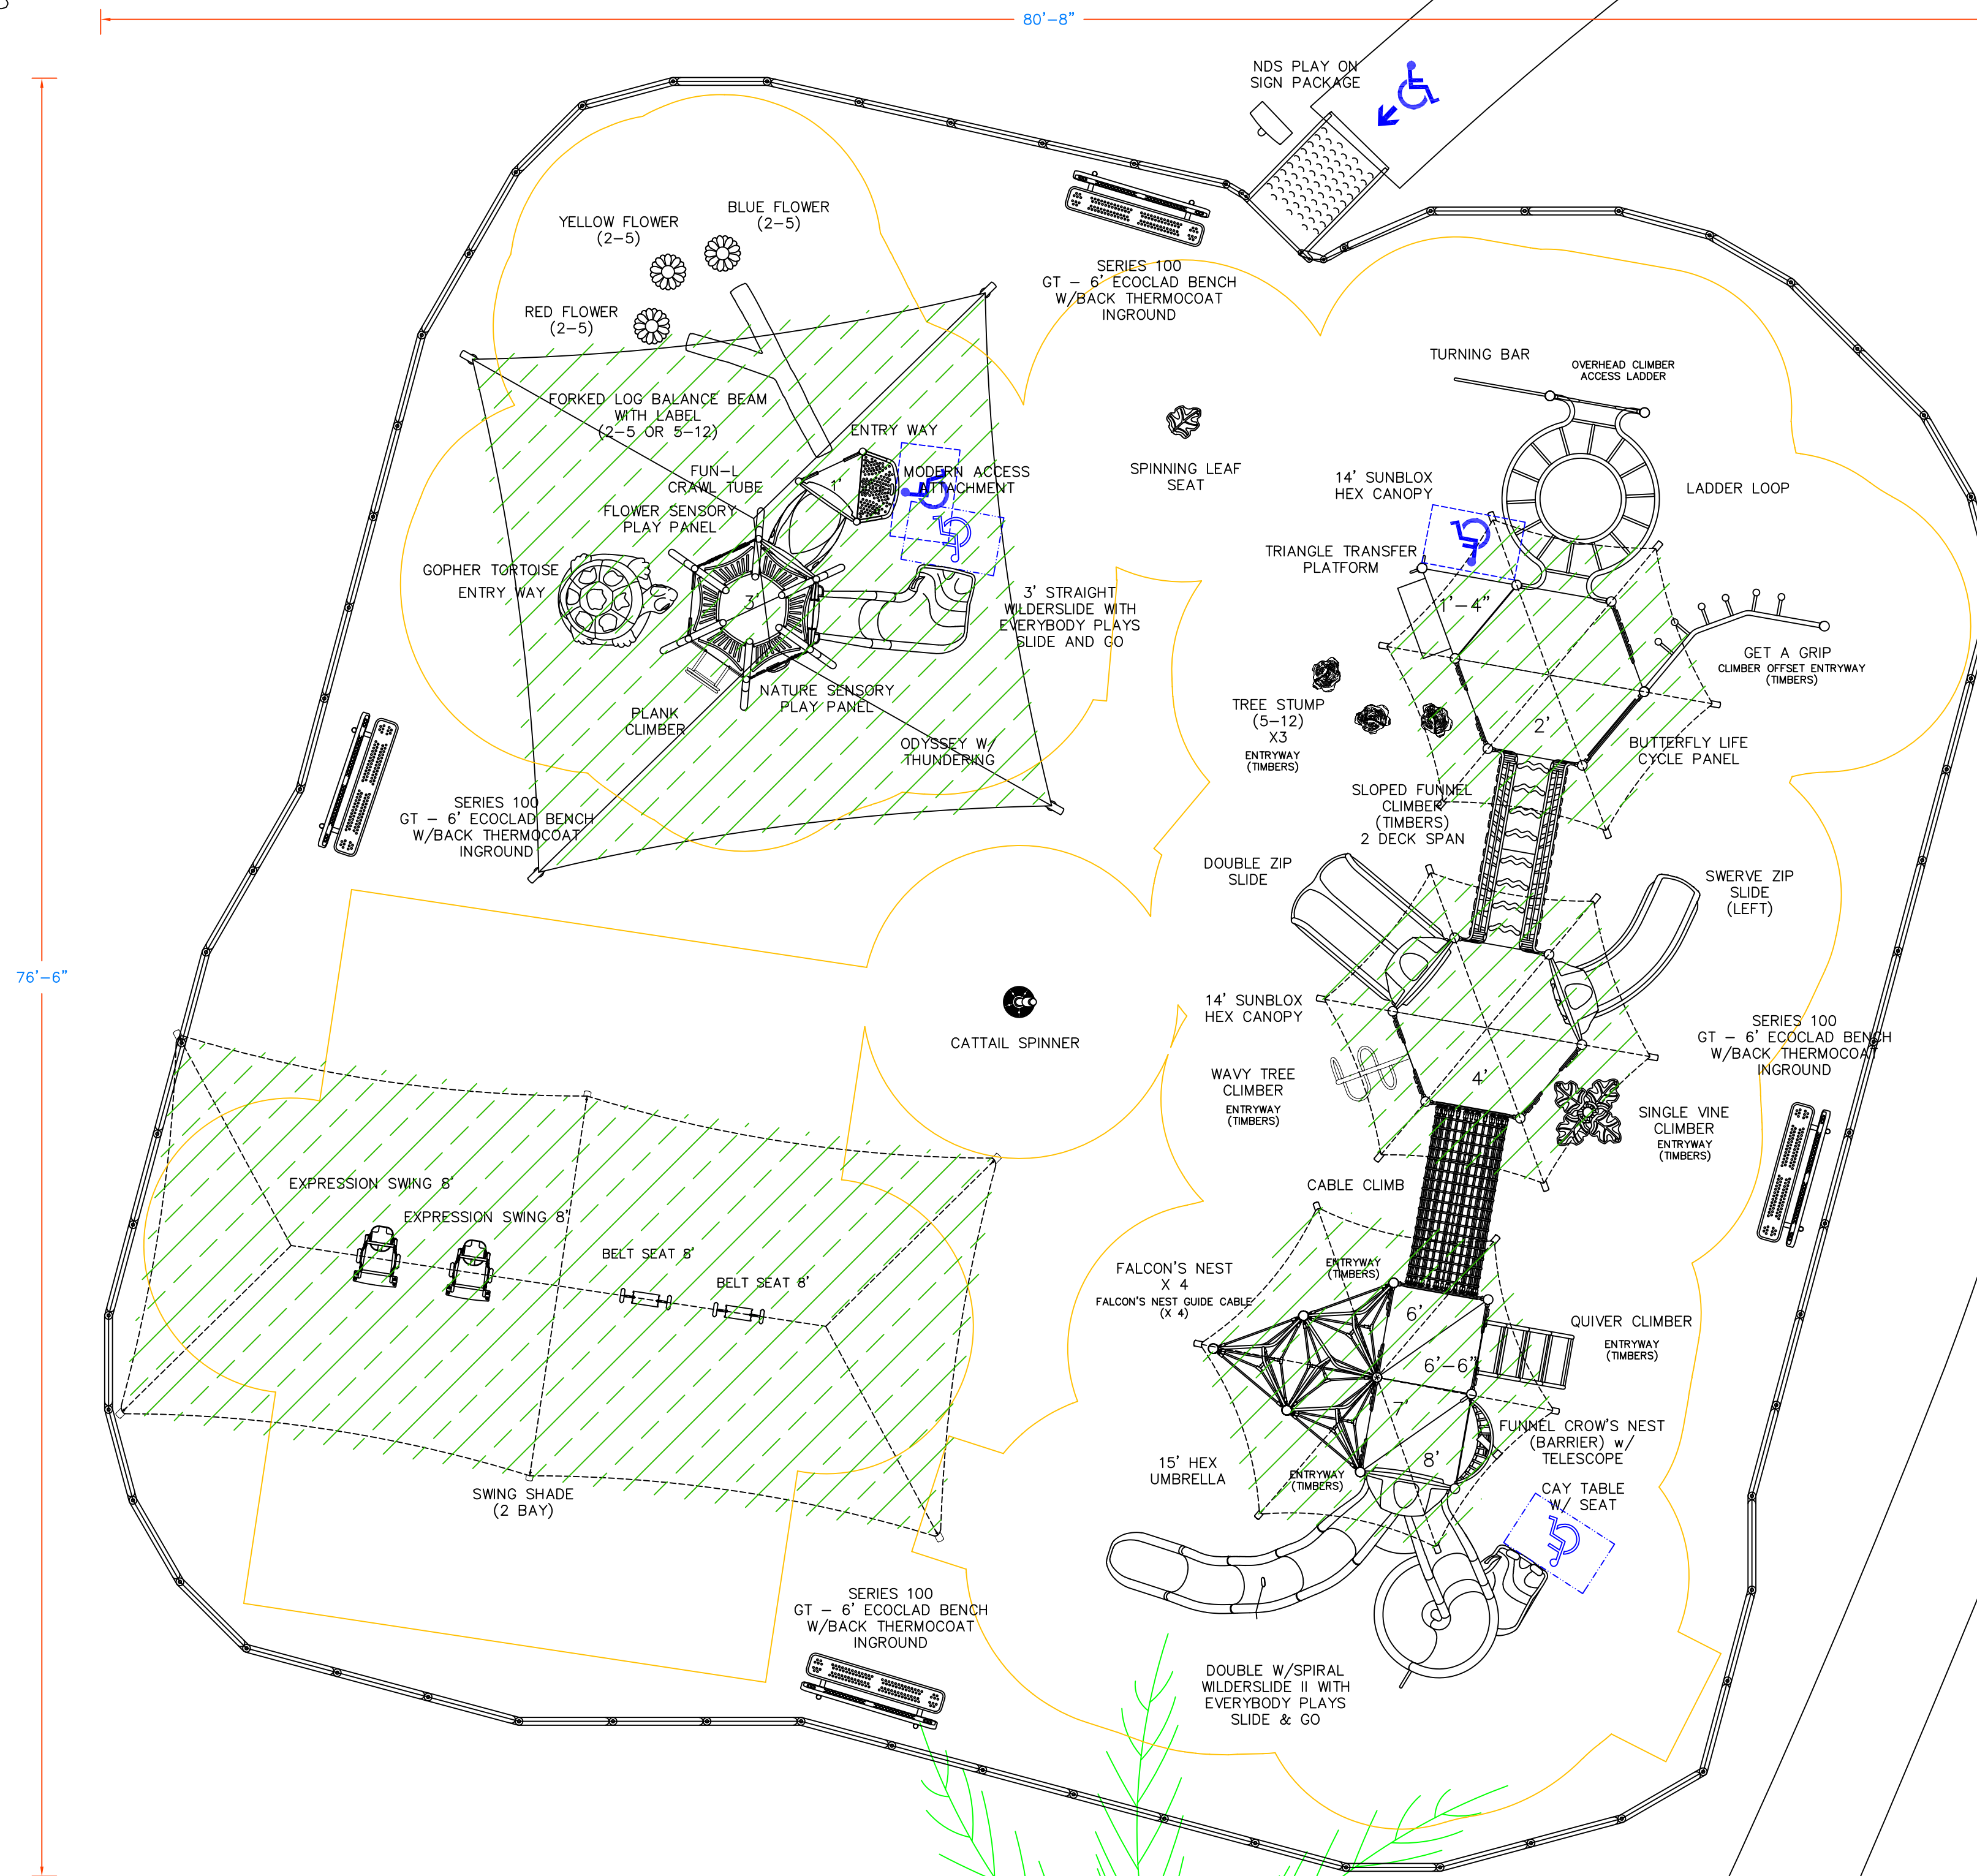 80'-8"
NDS PLAY ON
SIGN PACKAGE
YELLOW FLOWER
(2-5)
BLUE FLOWER
(2-5)
RED FLOWER
(2-5)
SERIES 100
GT - 6' ECOCLAD BENCH
W/BACK THERMOCOAT
INGROUND
TURNING BAR
OVERHEAD CLIMBER
ACCESS LADDER
FORKED LOG BALANCE BEAM
WITH LABEL
(2-5 OR 5-12)
ENTRY WAY
FUN-L
CRAWL TUBE
1'
MODERN ACCESS
ATTACHMENT
SPINNING LEAF
SEAT
14' SUNBLOX
HEX CANOPY
LADDER LOOP
FLOWER SENSORY
PLAY PANEL
TRIANGLE TRANSFER
PLATFORM
GOPHER TORTOISE
ENTRY WAY
3'
3' STRAIGHT
WILDERSLIDE WITH
EVERYBODY PLAYS
SLIDE AND GO
1'-4"
GET A GRIP
CLIMBER OFFSET ENTRYWAY
(TIMBERS)
NATURE SENSORY
PLAY PANEL
PLANK
CLIMBER
ODYSSEY W/
THUNDERING
TREE STUMP
(5-12)
X3
ENTRYWAY
(TIMBERS)
2'
BUTTERFLY LIFE
CYCLE PANEL
SERIES 100
GT - 6' ECOCLAD BENCH
W/BACK THERMOCOAT
INGROUND
SLOPED FUNNEL
CLIMBER
(TIMBERS)
2 DECK SPAN
DOUBLE ZIP
SLIDE
SWERVE ZIP
SLIDE
(LEFT)
76'-6"
CATTAIL SPINNER
14' SUNBLOX
HEX CANOPY
SERIES 100
GT - 6' ECOCLAD BENCH
W/BACK THERMOCOAT
INGROUND
WAVY TREE
CLIMBER
ENTRYWAY
(TIMBERS)
4'
SINGLE VINE
CLIMBER
ENTRYWAY
(TIMBERS)
EXPRESSION SWING 8'
EXPRESSION SWING 8'
BELT SEAT 8'
BELT SEAT 8'
CABLE CLIMB
FALCON'S NEST
X 4
FALCON'S NEST GUIDE CABLE
(X 4)
ENTRYWAY
(TIMBERS)
6'
QUIVER CLIMBER
ENTRYWAY
(TIMBERS)
6'-6"
7'
FUNNEL CROW'S NEST
(BARRIER) w/
TELESCOPE
8'
15' HEX
UMBRELLA
ENTRYWAY
(TIMBERS)
SWING SHADE
(2 BAY)
CAY TABLE
W/ SEAT
SERIES 100
GT - 6' ECOCLAD BENCH
W/BACK THERMOCOAT
INGROUND
DOUBLE W/SPIRAL
WILDERSLIDE II WITH
EVERYBODY PLAYS
SLIDE & GO